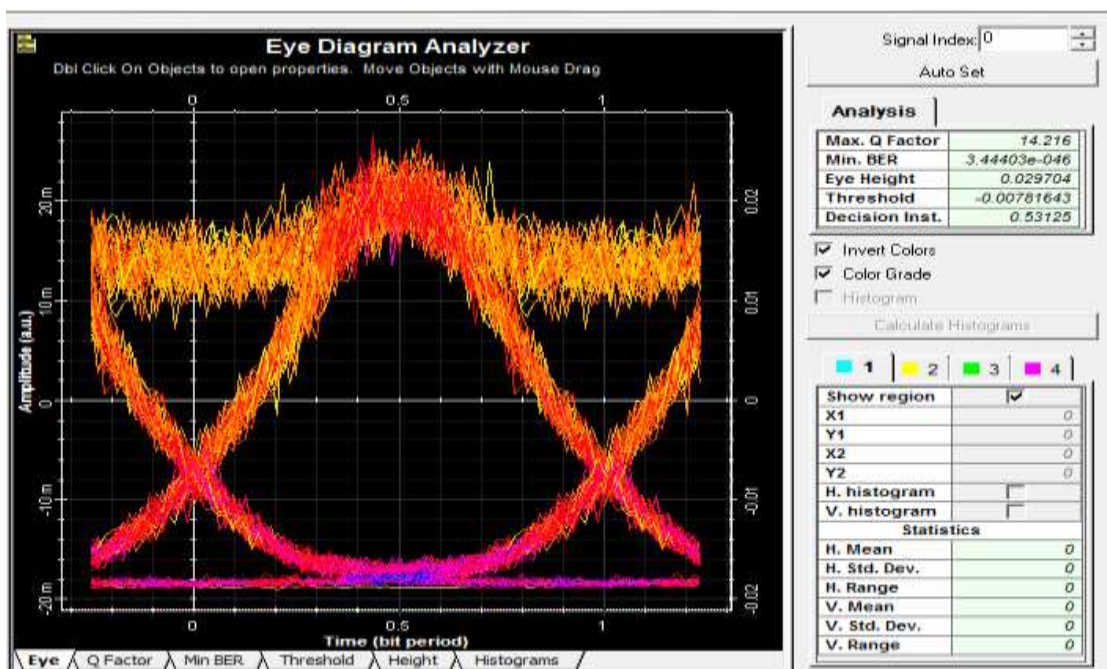 Eye Diagram Analyzer
Dbl Click On Objects to open properties. Move Objects with Mouse Drag
0 0.5 1
Amplitude (a.u.)
20m
10m
0
-10m
-20m
0.02
0.01
0
-0.01
-0.02
0 0.5 1
Time (bit period)
Eye Q Factor Min BER Threshold Height Histograms
Signal Index: 0
Auto Set
Analysis
Max. Q Factor 14.216
Min. BER 3.44403e-046
Eye Height 0.029704
Threshold -0.00781643
Decision Inst. 0.53125
Invert Colors
Color Grade
Histogram
Calculate Histograms
1 2 3 4
Show region
X1 0
Y1 0
X2 0
Y2 0
H. histogram
V. histogram
Statistics
H. Mean 0
H. Std. Dev. 0
H. Range 0
V. Mean 0
V. Std. Dev. 0
V. Range 0